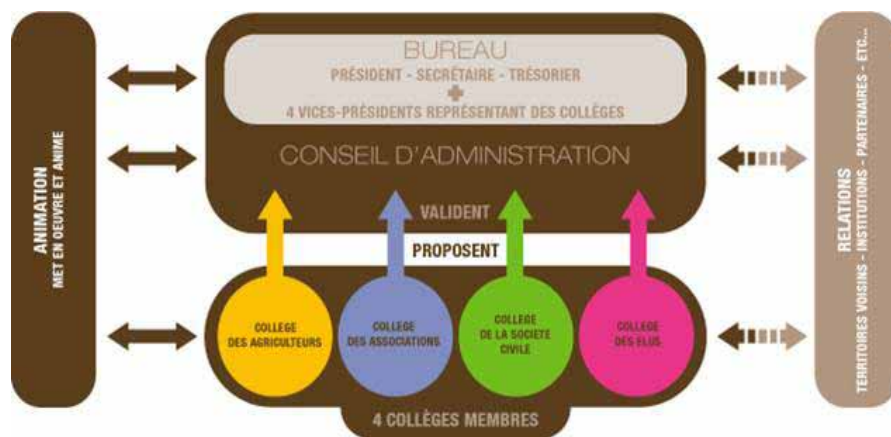 ANIMATION
MET EN OEUVRE ET ANIME
BUREAU
PRÉSIDENT - SECRÉTAIRE - TRÉSORIER
+
4 VICES-PRÉSIDENTS REPRÉSENTANT DES COLLÈGES
CONSEIL D'ADMINISTRATION
VALIDENT
PROPOSENT
COLLEGE
DES AGRICULTEURS
COLLEGE
DES ASSOCIATIONS
COLLEGE
DE LA SOCIÉTÉ
CIVILE
COLLEGE
DES ELUS
4 COLLÈGES MEMBRES
RELATIONS
TERRITOIRES VOISINS - INSTITUTIONS - PARTENAIRES - ETC...